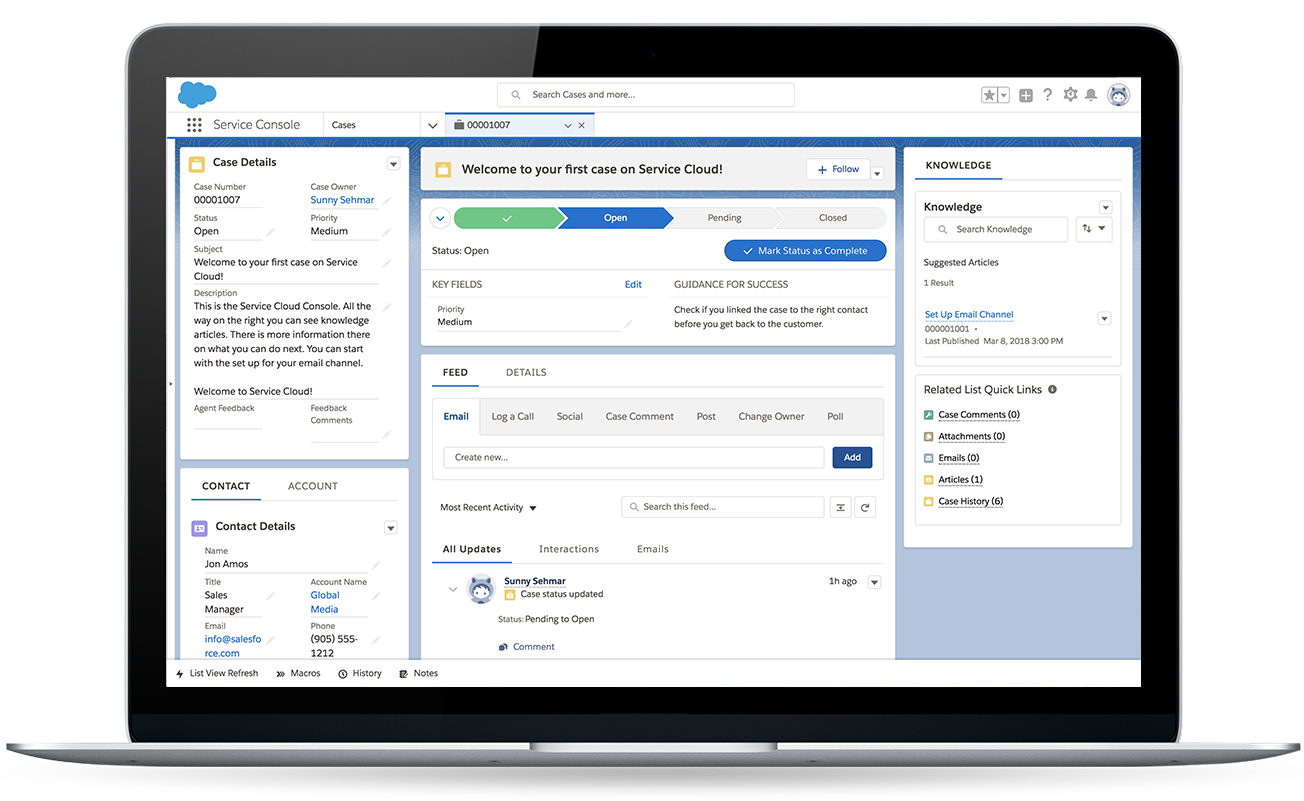 Search Cases and more...
Service Console
Cases
00001007
Case Details
Case Number
Case Owner
00001007
Sunny Sehmar
Status
Priority
Open
Medium
Subject
Welcome to your first case on Service
Cloud!
Description
This is the Service Cloud Console. All the
way on the right you can see knowledge
articles. There is more information there
on what you can do next. You can start
with the set up for your email channel.
Welcome to Service Cloud!
Agent Feedback
Feedback
Comments
CONTACT
ACCOUNT
Contact Details
Name
Jon Amos
Title
Account Name
Sales
Manager
Global
Media
Email
Phone
info@salesfo
rce.com
(905) 555-
1212
Welcome to your first case on Service Cloud!
+ Follow
Open
Pending
Closed
Status: Open
Mark Status as Complete
KEY FIELDS
Edit
Priority
Medium
GUIDANCE FOR SUCCESS
Check if you linked the case to the right contact
before you get back to the customer.
FEED
DETAILS
Email
Log a Call
Social
Case Comment
Post
Change Owner
Poll
Create new...
Add
Most Recent Activity
Search this feed...
All Updates
Interactions
Emails
Sunny Sehmar
1h ago
Case status updated
Status: Pending to Open
Comment
KNOWLEDGE
Knowledge
Search Knowledge
Suggested Articles
1 Result
Set Up Email Channel
000001001 •
Last Published Mar 8, 2018 3:00 PM
Related List Quick Links
Case Comments (0)
Attachments (0)
Emails (0)
Articles (1)
Case History (6)
List View Refresh
Macros
History
Notes